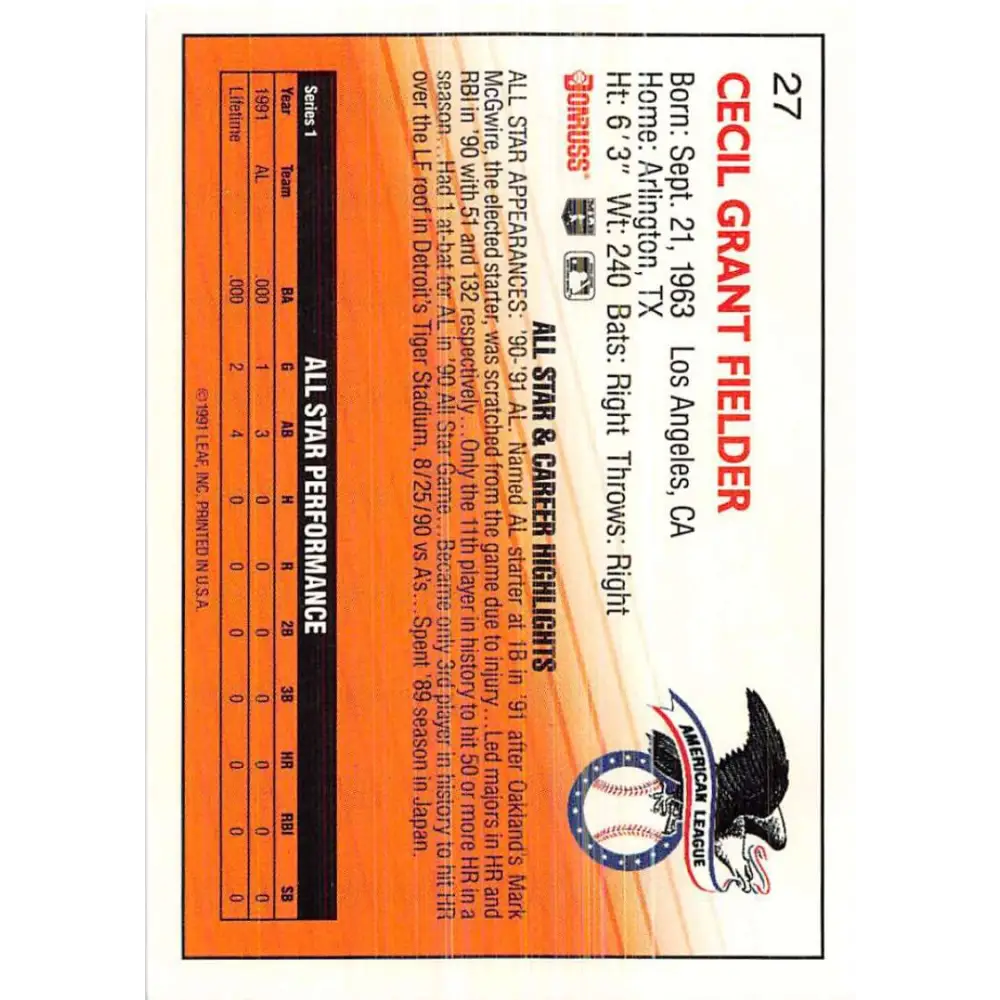 27
CECIL GRANT FIELDER
Born: Sept. 21, 1963 Los Angeles, CA
Home: Arlington, TX
Ht: 6'3" Wt: 240 Bats: Right Throws: Right
DONRUSS®
AMERICAN LEAGUE
ALL STAR & CAREER HIGHLIGHTS
ALL STAR APPEARANCES: '90-'91 AL. Named AL starter at 1B in '91 after Oakland's Mark
McGwire, the elected starter, was scratched from the game due to injury...Led majors in HR and
RBI in '90 with 51 and 132 respectively...Only the 11th player in history to hit 50 or more HR in a
season...Had 1 at-bat for AL in '90 All Star Game...Became only 3rd player in history to hit HR
over the LF roof in Detroit's Tiger Stadium, 8/25/90 vs A's...Spent '89 season in Japan.
Series 1 ALL STAR PERFORMANCE
Year Team BA G AB H R 2B 3B HR RBI SB
1991 AL .000 1 3 0 0 0 0 0 0 0
Lifetime .000 2 4 0 0 0 0 0 0 0
©1991 LEAF, INC. PRINTED IN U.S.A.